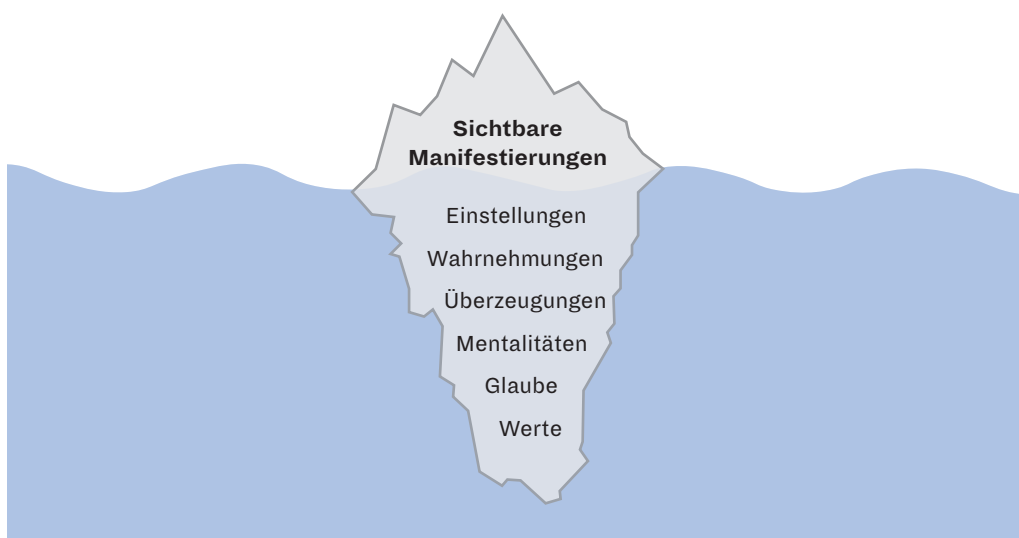 Sichtbare
Manifestierungen
Einstellungen
Wahrnehmungen
Überzeugungen
Mentalitäten
Glaube
Werte